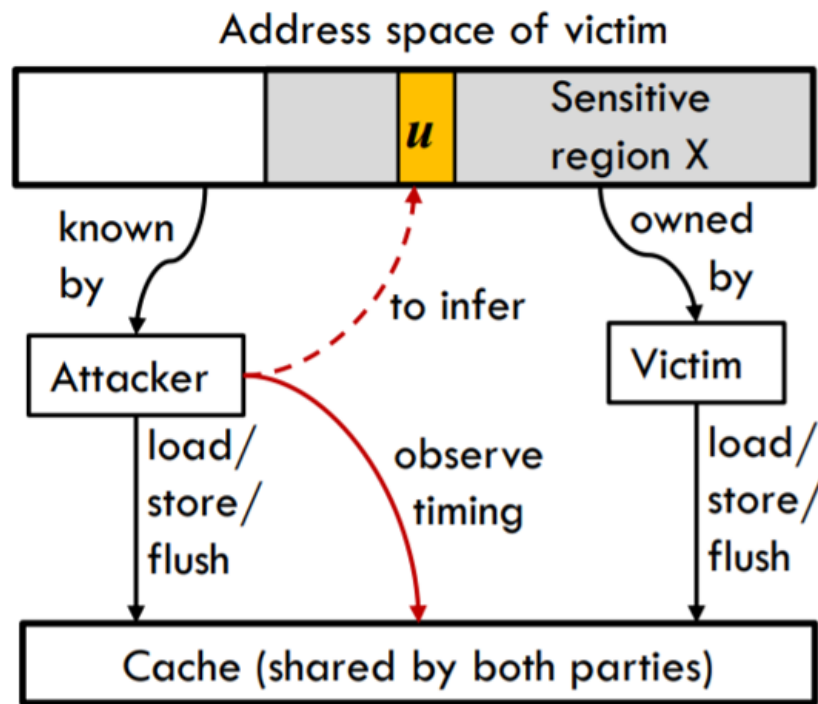 Address space of victim
u
Sensitive
region X
known
by
owned
by
to infer
Attacker
Victim
load/
store/
flush
observe
timing
load/
store/
flush
Cache (shared by both parties)